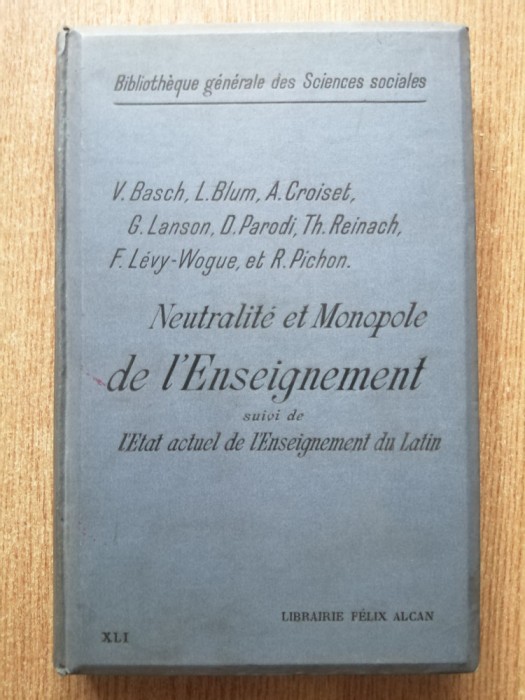 Bibliothèque générale des Sciences sociales
V. Basch, L. Blum, A. Croiset,
G. Lanson, D. Parodi, Th. Reinach,
F. Lévy-Wogue, et R. Pichon.
Neutralité et Monopole
de l'Enseignement
suivi de
l'Etat actuel de l'Enseignement du Latin
LIBRAIRIE FÉLIX ALCAN
XLI